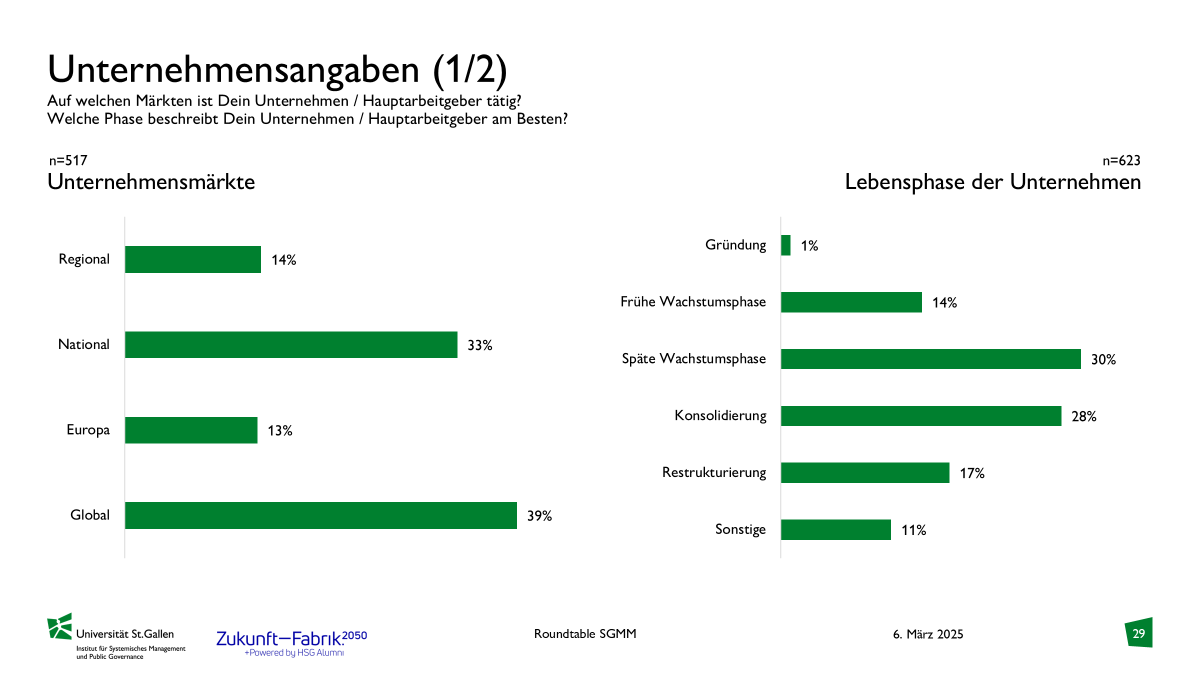 Unternehmensangaben (1/2)
Auf welchen Märkten ist Dein Unternehmen / Hauptarbeitgeber tätig?
Welche Phase beschreibt Dein Unternehmen / Hauptarbeitgeber am Besten?
n=517
Unternehmensmärkte
Regional 14%
National 33%
Europa 13%
Global 39%
n=623
Lebensphase der Unternehmen
Gründung 1%
Frühe Wachstumsphase 14%
Späte Wachstumsphase 30%
Konsolidierung 28%
Restrukturierung 17%
Sonstige 11%
Universität St.Gallen
Institut für Systemisches Management
und Public Governance
Zukunft—Fabrik.2050
+Powered by HSG Alumni
Roundtable SGMM
6. März 2025
29